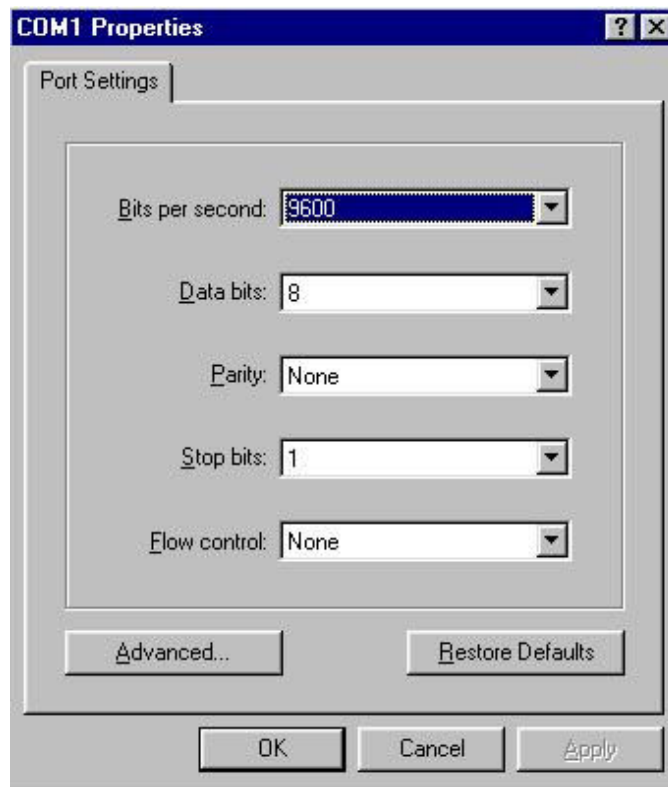 COM1 Properties
Port Settings
Bits per second: 9600
Data bits: 8
Parity: None
Stop bits: 1
Flow control: None
Advanced... Restore Defaults
OK Cancel Apply